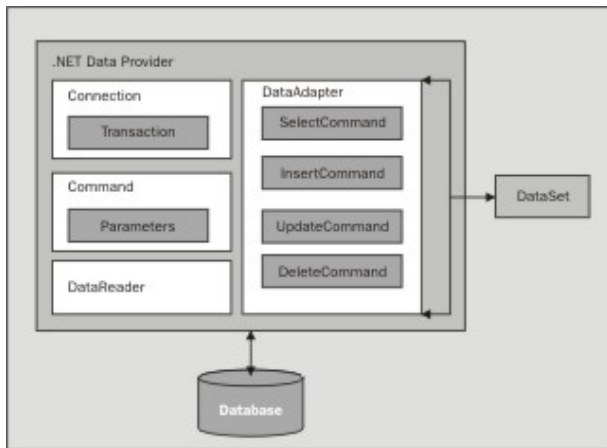 .NET Data Provider
Connection
Transaction
Command
Parameters
DataReader
DataAdapter
SelectCommand
InsertCommand
UpdateCommand
DeleteCommand
DataSet
Database